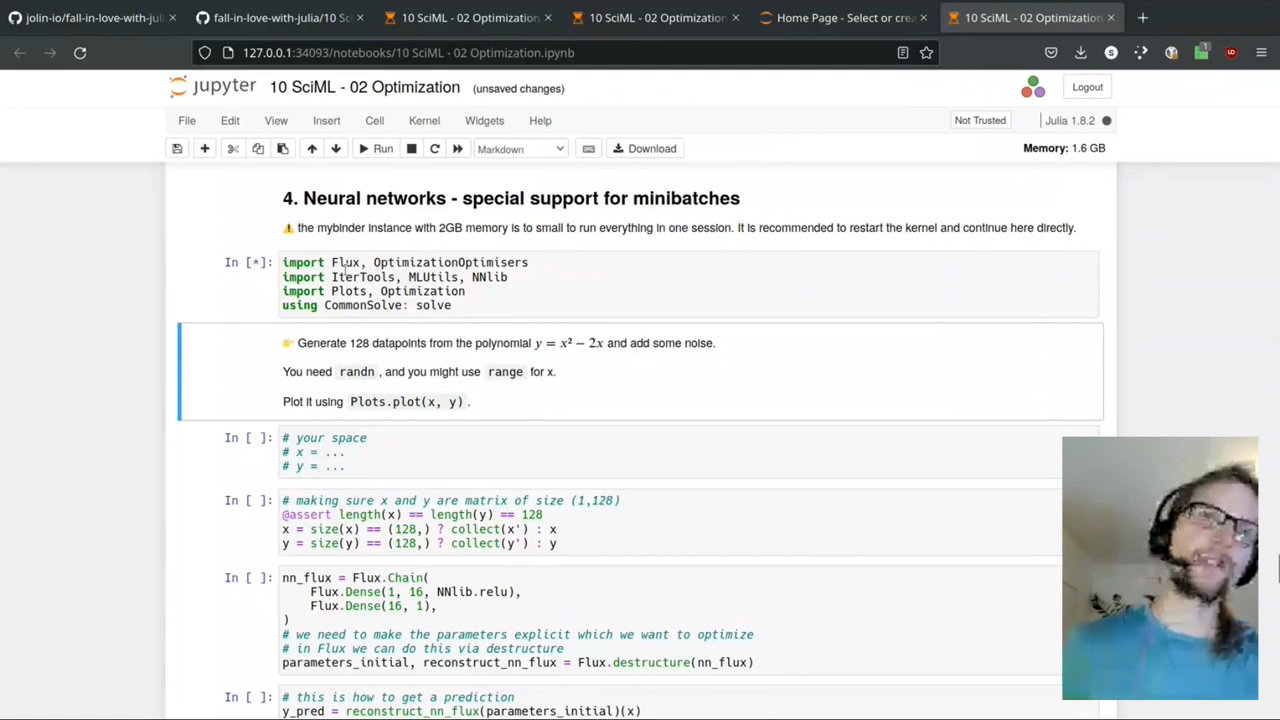 jolin-io/fall-in-love-with-juli
fall-in-love-with-julia/10 Sc
10 SciML - 02 Optimization
10 SciML - 02 Optimization
Home Page - Select or crea
10 SciML - 02 Optimization
127.0.0.1:34093/notebooks/10 SciML - 02 Optimization.ipynb
jupyter 10 SciML - 02 Optimization (unsaved changes) Logout
File Edit View Insert Cell Kernel Widgets Help Not Trusted Julia 1.8.2
Run Markdown Download Memory: 1.6 GB
4. Neural networks - special support for minibatches
⚠️ the mybinder instance with 2GB memory is to small to run everything in one session. It is recommended to restart the kernel and continue here directly.
In [*]: import Flux, OptimizationOptimisers
import IterTools, MLUtils, NNlib
import Plots, Optimization
using CommonSolve: solve
👉 Generate 128 datapoints from the polynomial y = x² − 2x and add some noise.
You need randn , and you might use range for x.
Plot it using Plots.plot(x, y) .
In [ ]: # your space
# x = ...
# y = ...
In [ ]: # making sure x and y are matrix of size (1,128)
@assert length(x) == length(y) == 128
x = size(x) == (128,) ? collect(x') : x
y = size(y) == (128,) ? collect(y') : y
In [ ]: nn_flux = Flux.Chain(
Flux.Dense(1, 16, NNlib.relu),
Flux.Dense(16, 1),
)
# we need to make the parameters explicit which we want to optimize
# in Flux we can do this via destructure
parameters_initial, reconstruct_nn_flux = Flux.destructure(nn_flux)
In [ ]: # this is how to get a prediction
y_pred = reconstruct_nn_flux(parameters_initial)(x)